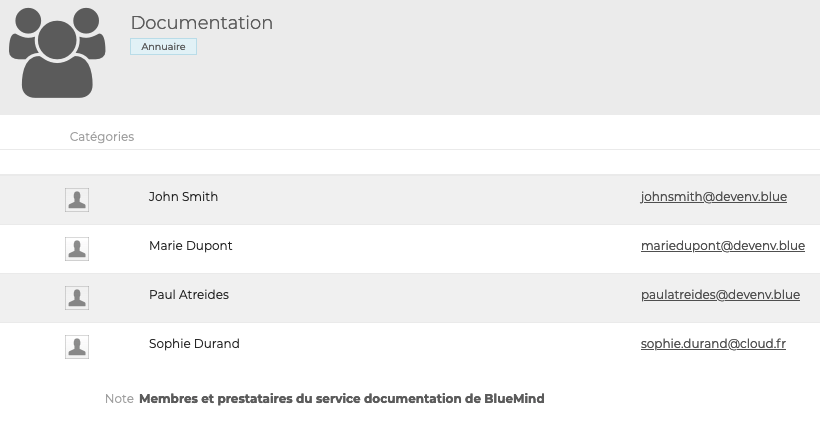 Documentation
Annuaire
Catégories
John Smith johnsmith@devenv.blue
Marie Dupont mariedupont@devenv.blue
Paul Atreides paulatreides@devenv.blue
Sophie Durand sophie.durand@cloud.fr
Note Membres et prestataires du service documentation de BlueMind